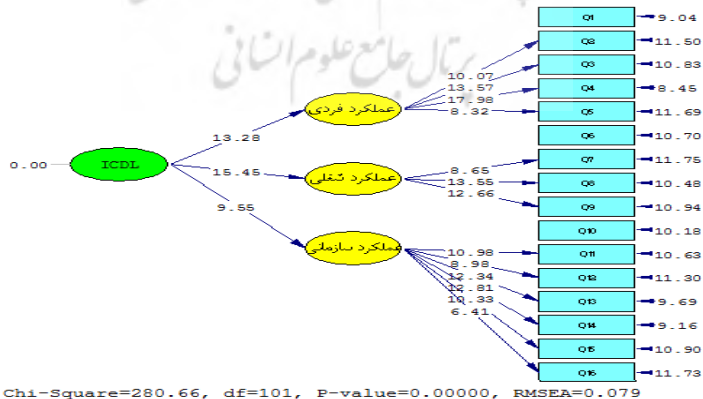 پرتال جامع علوم انسانی
Q1 9.04
Q2 11.50
Q3 10.83
Q4 8.45
Q5 11.69
Q6 10.70
Q7 11.75
Q8 10.48
Q9 10.94
Q10 10.18
Q11 10.63
Q12 11.30
Q13 9.69
Q14 9.16
Q15 10.90
Q16 11.73
10.07
13.57
17.98
8.32
عملکرد فردی
13.28
0.00 ICDL
15.45
عملکرد شغلی
8.65
13.55
12.66
9.55
عملکرد سازمانی
10.98
8.98
12.34
12.81
10.33
6.41
Chi-Square=280.66, df=101, P-value=0.00000, RMSEA=0.079